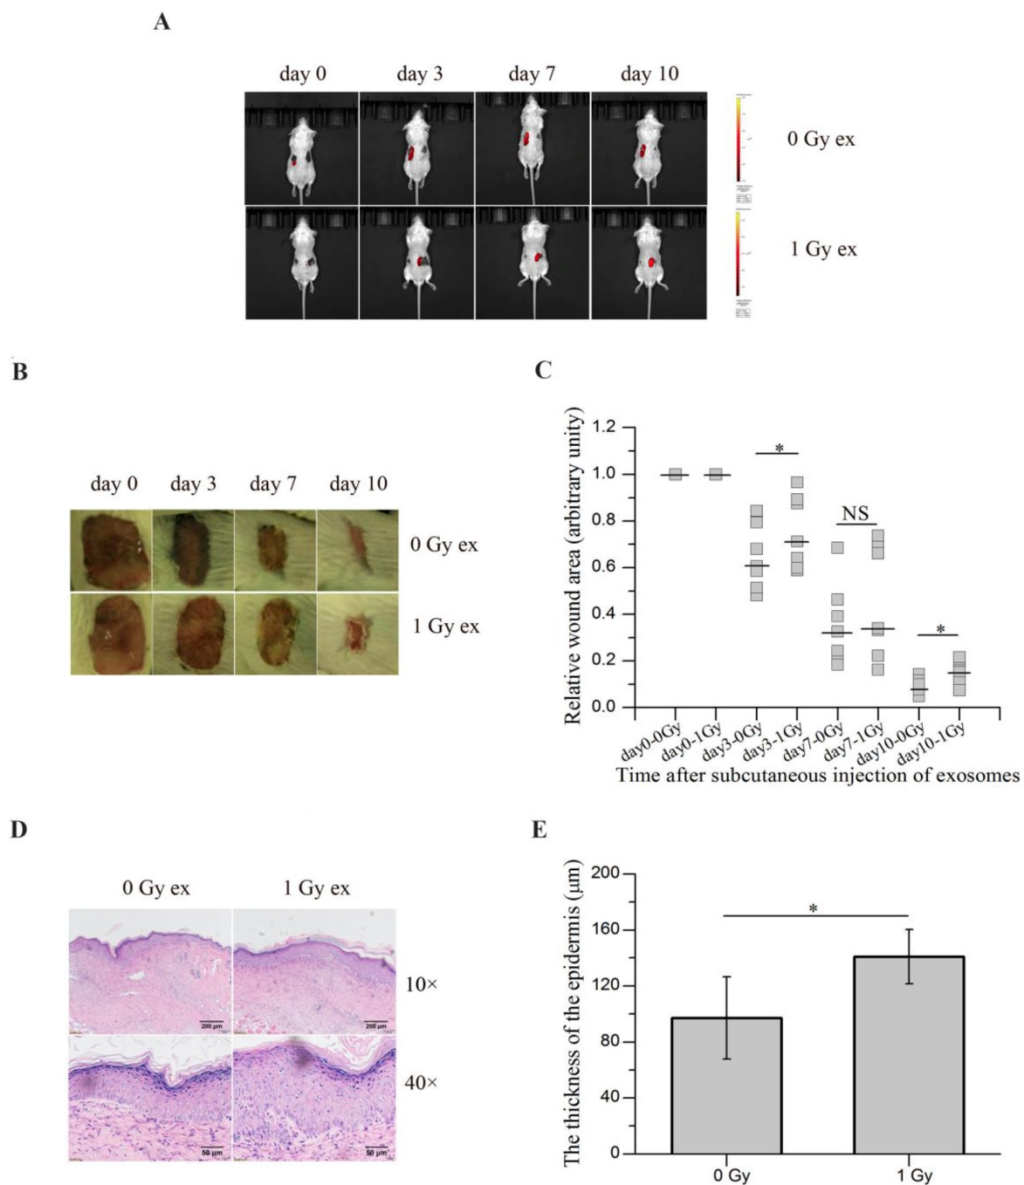 A
day 0 day 3 day 7 day 10
0 Gy ex
1 Gy ex
B
day 0 day 3 day 7 day 10
0 Gy ex
1 Gy ex
C
Relative wound area (arbitrary unity)
1.2
1.0
0.8
0.6
0.4
0.2
0.0
*
NS
*
day0-0Gy day0-1Gy day3-0Gy day3-1Gy day7-0Gy day7-1Gy day10-0Gy day10-1Gy
Time after subcutaneous injection of exosomes
D
0 Gy ex 1 Gy ex
10×
200 μm 200 μm
40×
50 μm 50 μm
E
The thickness of the epidermis (μm)
200
160
120
80
40
0
*
0 Gy 1 Gy